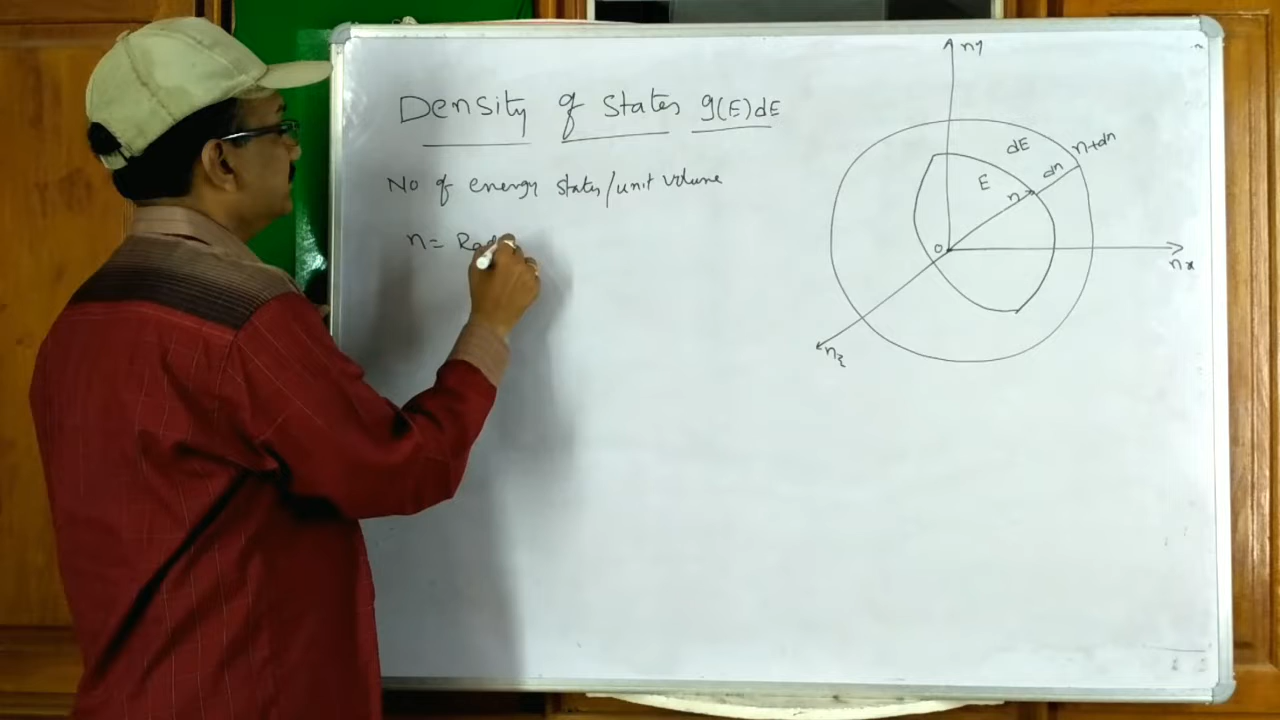 Density of states g(E)dE
No of energy states/unit volume
n = Rad
ny
dE
n+dn
dn
E
n
O
nx
nz